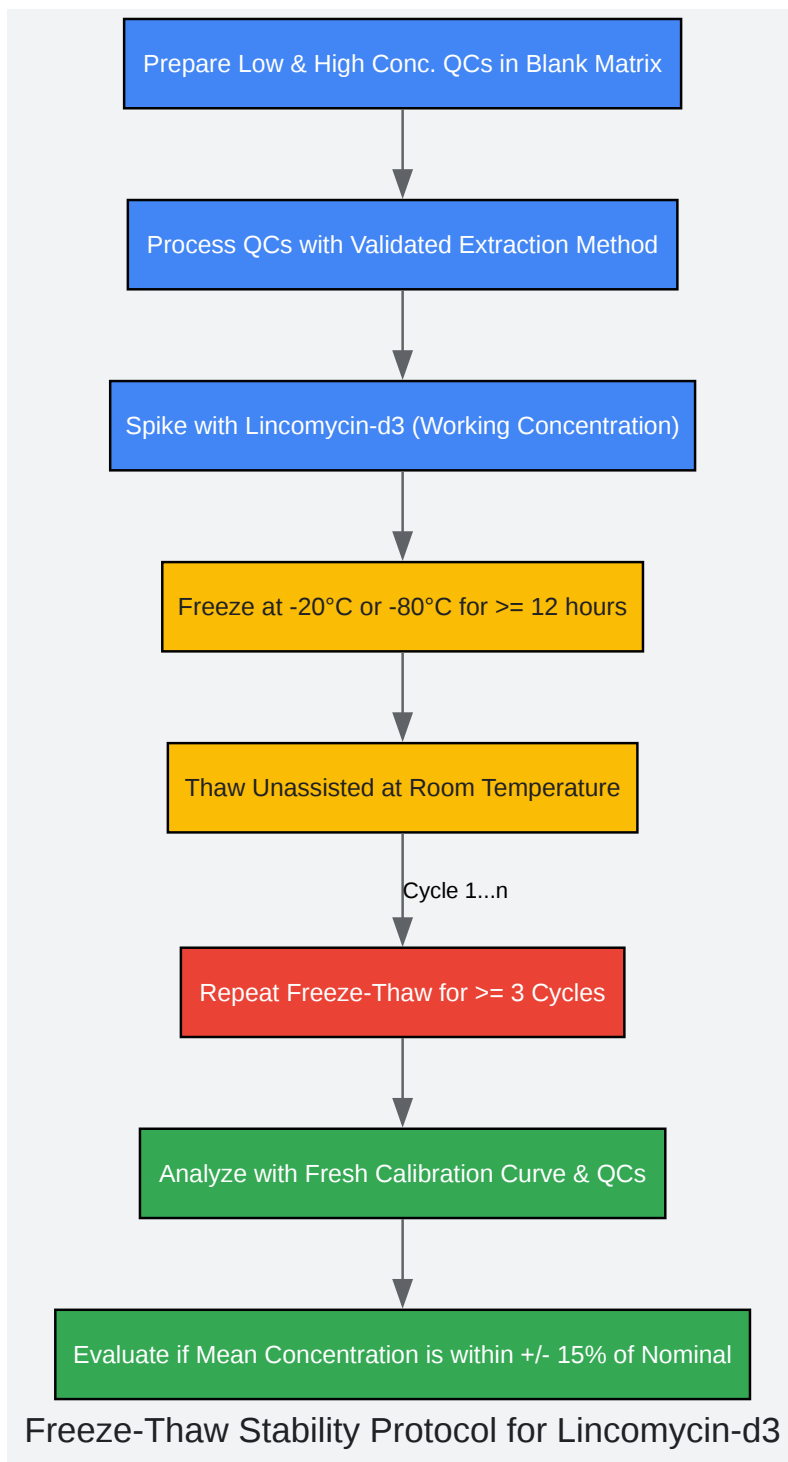 Prepare Low & High Conc. QCs in Blank Matrix
Process QCs with Validated Extraction Method
Spike with Lincomycin-d3 (Working Concentration)
Freeze at -20°C or -80°C for >= 12 hours
Thaw Unassisted at Room Temperature
Cycle 1...n
Repeat Freeze-Thaw for >= 3 Cycles
Analyze with Fresh Calibration Curve & QCs
Evaluate if Mean Concentration is within +/- 15% of Nominal
Freeze-Thaw Stability Protocol for Lincomycin-d3